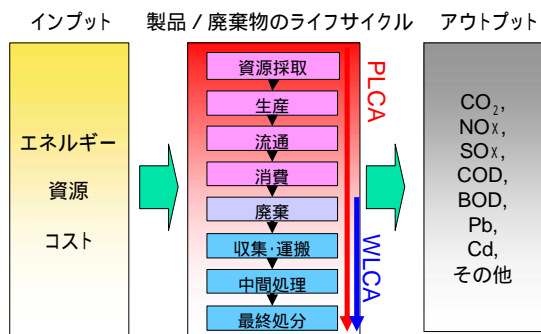 インプット
製品/廃棄物のライフサイクル
アウトプット
エネルギー
資源
コスト
資源採取
生産
流通
消費
廃棄
収集・運搬
中間処理
最終処分
PLCA
WLCA
CO₂,
NOx,
SOx,
COD,
BOD,
Pb,
Cd,
その他